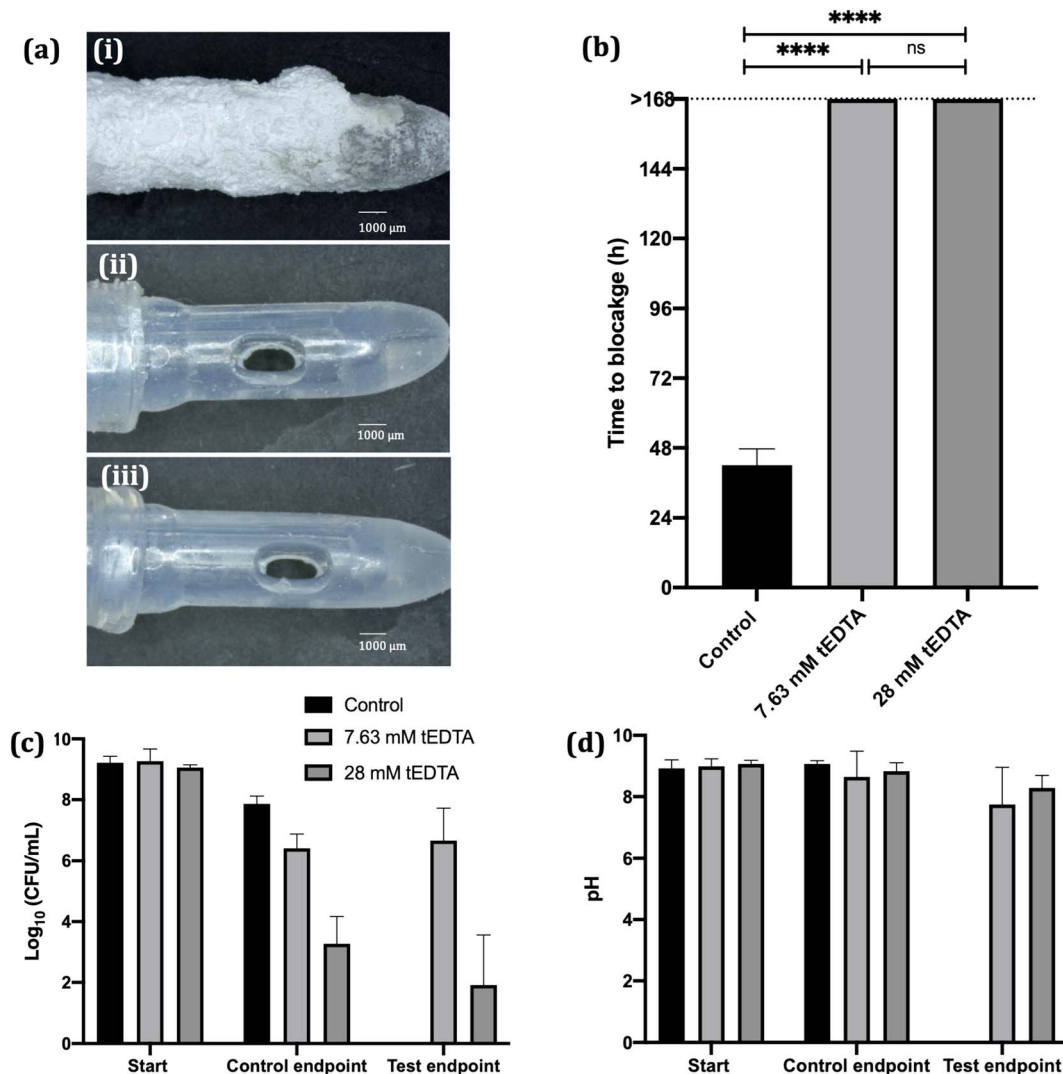 (a)
(i)
1000 µm
(ii)
1000 µm
(iii)
1000 µm
(b)
****
****
ns
>168
144
120
96
72
48
24
0
Time to blocakge (h)
Control
7.63 mM tEDTA
28 mM tEDTA
Control
7.63 mM tEDTA
28 mM tEDTA
(c)
10
8
6
4
2
0
Log10 (CFU/mL)
Start
Control endpoint
Test endpoint
(d)
10
8
6
4
2
0
pH
Start
Control endpoint
Test endpoint